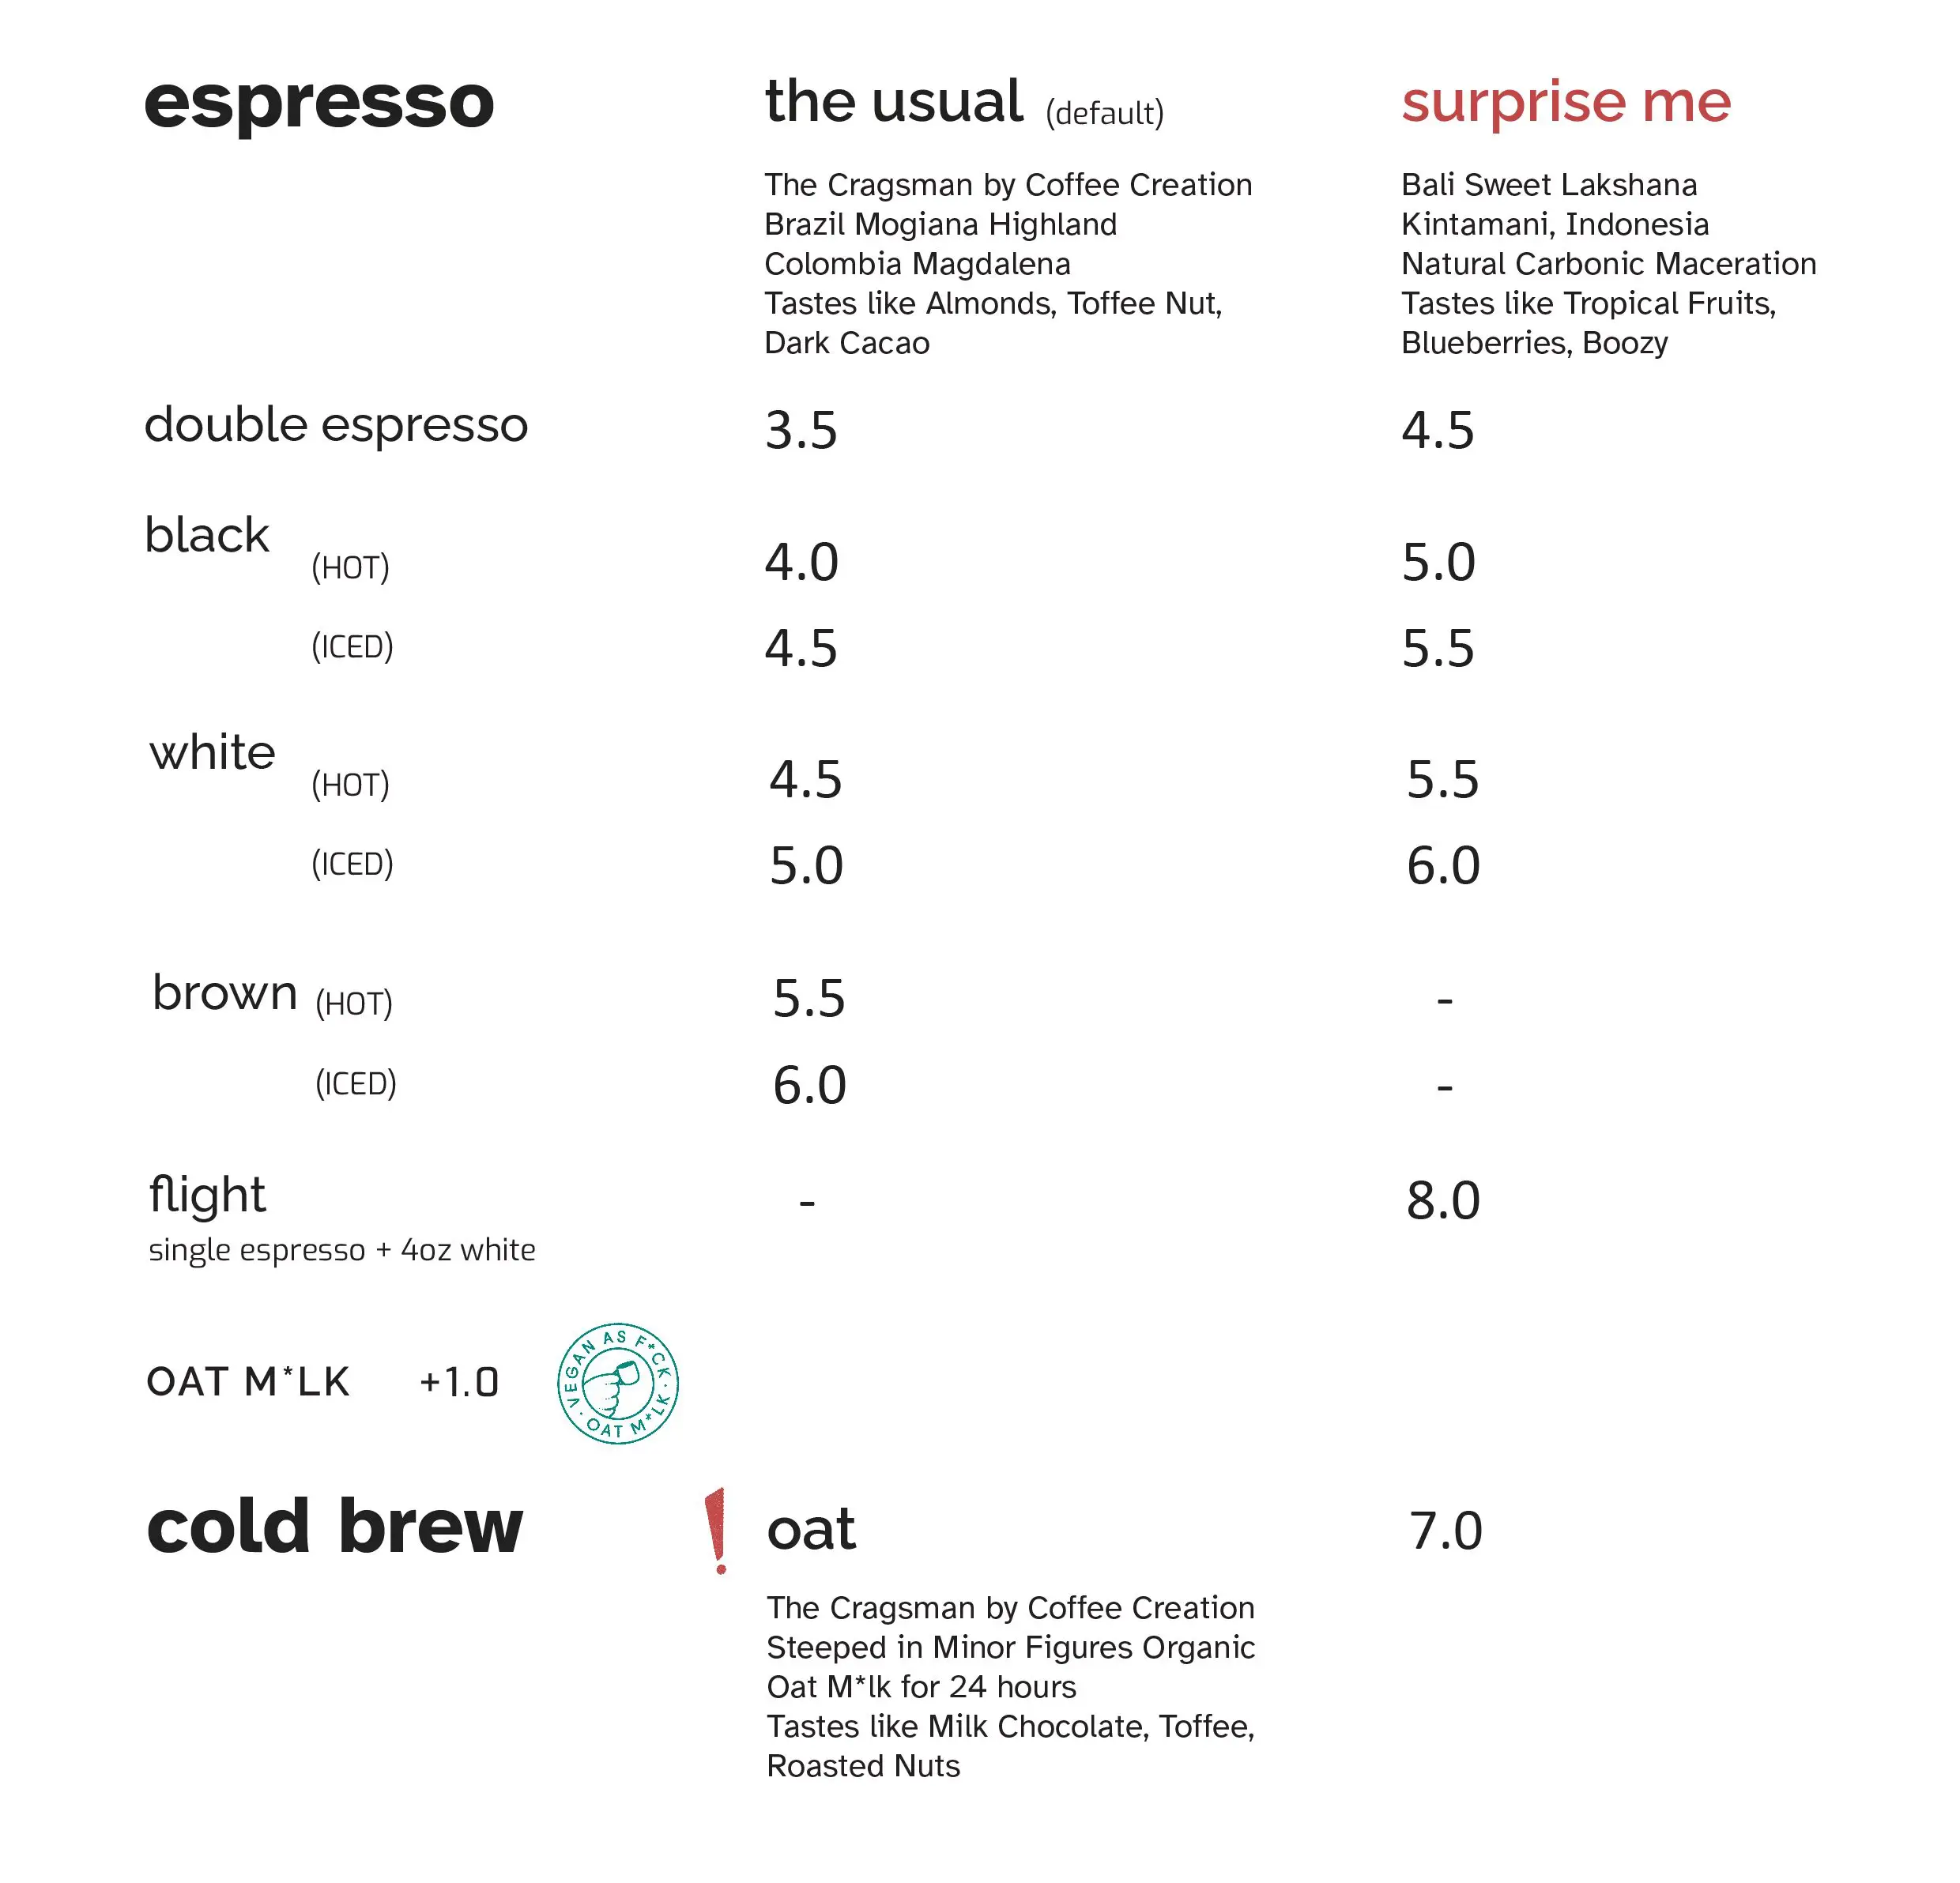 espresso
the usual (default)
surprise me
The Cragsman by Coffee Creation
Brazil Mogiana Highland
Colombia Magdalena
Tastes like Almonds, Toffee Nut,
Dark Cacao
Bali Sweet Lakshana
Kintamani, Indonesia
Natural Carbonic Maceration
Tastes like Tropical Fruits,
Blueberries, Boozy
double espresso 3.5 4.5
black
(HOT) 4.0 5.0
(ICED) 4.5 5.5
white
(HOT) 4.5 5.5
(ICED) 5.0 6.0
brown (HOT) 5.5 -
(ICED) 6.0 -
flight - 8.0
single espresso + 4oz white
OAT M*LK +1.0
VEGAN AS F*CK · OAT M*LK ·
cold brew ! oat 7.0
The Cragsman by Coffee Creation
Steeped in Minor Figures Organic
Oat M*lk for 24 hours
Tastes like Milk Chocolate, Toffee,
Roasted Nuts